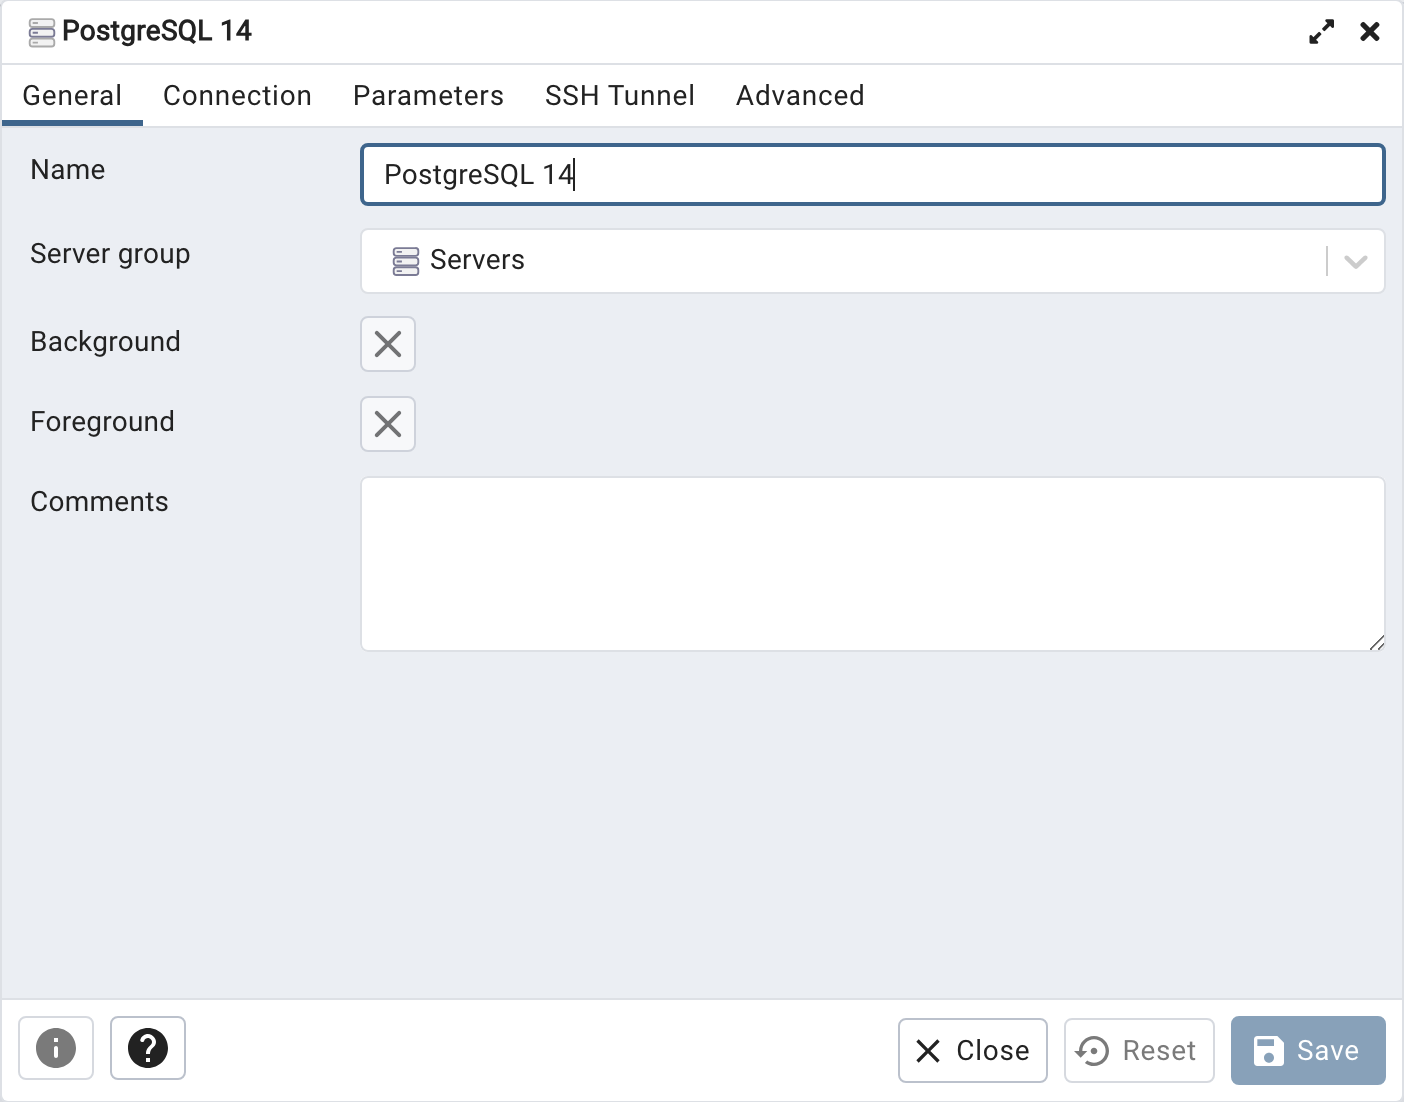 PostgreSQL 14
General Connection Parameters SSH Tunnel Advanced
Name PostgreSQL 14
Server group Servers
Background
Foreground
Comments
Close Reset Save